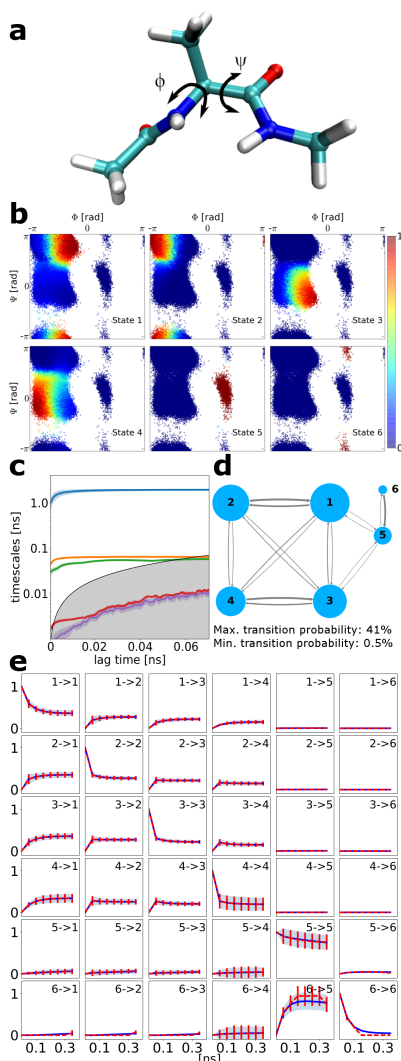 a
ϕ
ψ
b
Φ [rad]
Φ [rad]
Φ [rad]
-π 0 π
-π 0 π
-π 0 π
Ψ [rad]
π
0
-π
State 1
State 2
State 3
1
0
Ψ [rad]
π
0
-π
State 4
State 5
State 6
c
timescales [ns]
1.0
0.1
0.01
0
0.02
0.04
0.06
lag time [ns]
d
2
1
6
5
4
3
Max. transition probability: 41%
Min. transition probability: 0.5%
e
1
0
1->1
1->2
1->3
1->4
1->5
1->6
1
0
2->1
2->2
2->3
2->4
2->5
2->6
1
0
3->1
3->2
3->3
3->4
3->5
3->6
1
0
4->1
4->2
4->3
4->4
4->5
4->6
1
0
5->1
5->2
5->3
5->4
5->5
5->6
1
0
6->1
6->2
6->3
6->4
6->5
6->6
0.1 0.3
0.1 0.3
0.1 0.3
0.1 0.3
0.1 0.3
0.1 0.3
[ns]